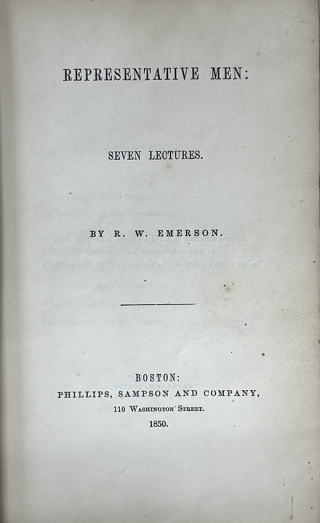 REPRESENTATIVE MEN:
SEVEN LECTURES.
BY R. W. EMERSON.
BOSTON:
PHILLIPS, SAMPSON AND COMPANY,
110 WASHINGTON STREET.
1850.